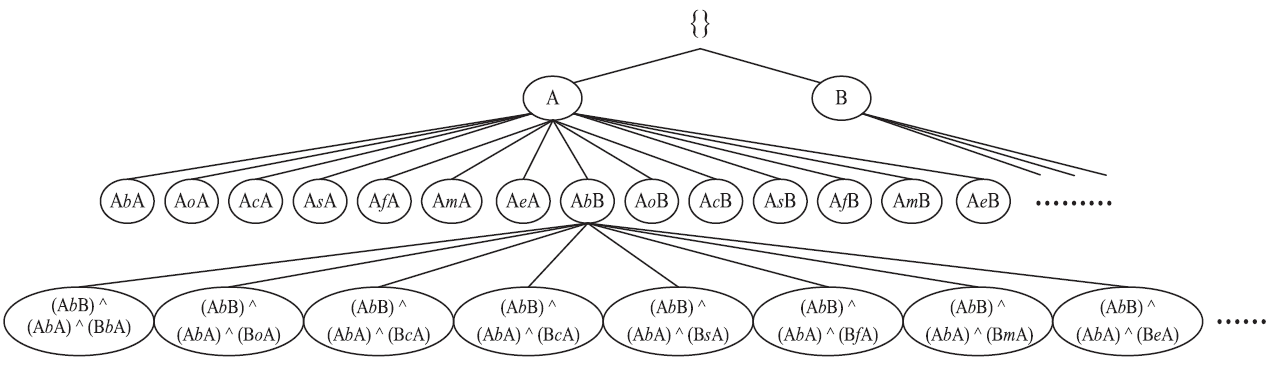 {}
A B
AbA AoA AcA AsA AfA AmA AeA AbB AoB AcB AsB AfB AmB AeB .........
(AbB) ^ (AbB) ^ (AbB) ^ (AbB) ^ (AbB) ^ (AbB) ^ (AbB) ^ (AbB) ^
(AbA) ^ (BbA) (AbA) ^ (BoA) (AbA) ^ (BcA) (AbA) ^ (BcA) (AbA) ^ (BsA) (AbA) ^ (BfA) (AbA) ^ (BmA) (AbA) ^ (BeA) ......